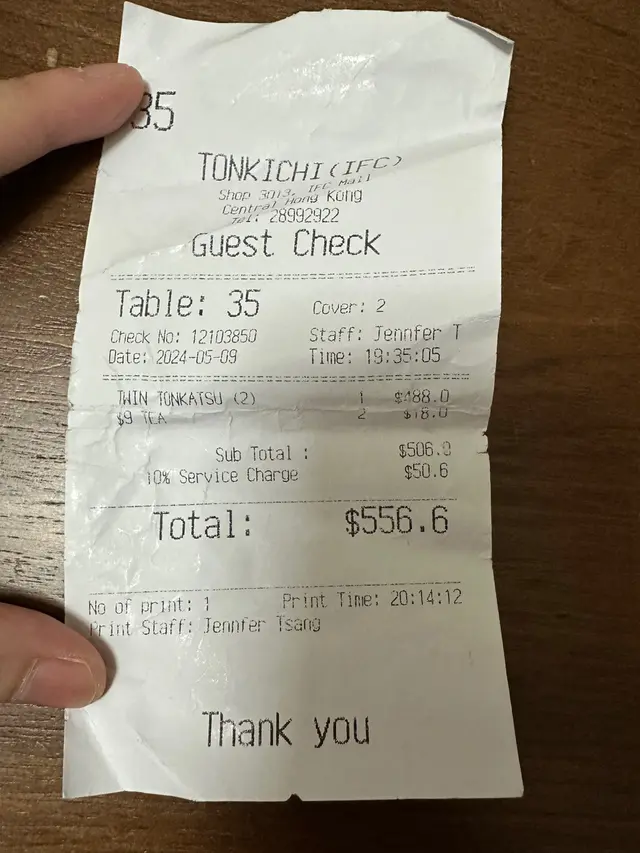 35
TONKICHI(IFC)
Shop 3013, IFC Mall
Central Hong Kong
Tel: 28992922
Guest Check
Table: 35 Cover: 2
Check No: 12103850 Staff: Jennfer T
Date: 2024-05-09 Time: 19:35:05
TWIN TONKATSU (2) 1 $488.0
$9 TEA 2 $18.0
Sub Total : $506.0
10% Service Charge $50.6
Total: $556.6
No of print: 1 Print Time: 20:14:12
Print Staff: Jennfer Tsang
Thank you